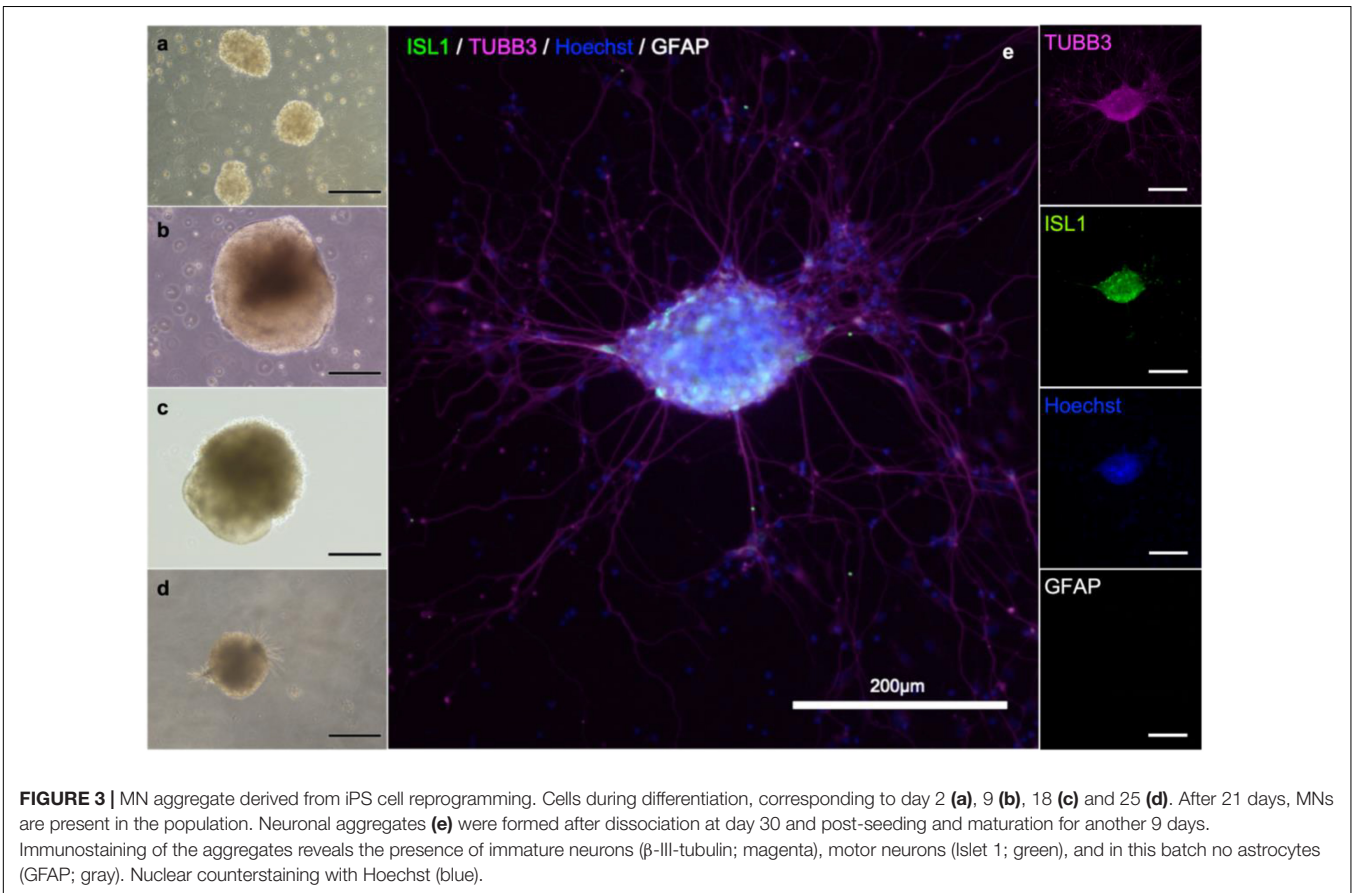 a
b
c
d
ISL1 / TUBB3 / Hoechst / GFAP
e
200µm
TUBB3
ISL1
Hoechst
GFAP
FIGURE 3 | MN aggregate derived from iPS cell reprogramming. Cells during differentiation, corresponding to day 2 (a), 9 (b), 18 (c) and 25 (d). After 21 days, MNs
are present in the population. Neuronal aggregates (e) were formed after dissociation at day 30 and post-seeding and maturation for another 9 days.
Immunostaining of the aggregates reveals the presence of immature neurons (β-III-tubulin; magenta), motor neurons (Islet 1; green), and in this batch no astrocytes
(GFAP; gray). Nuclear counterstaining with Hoechst (blue).